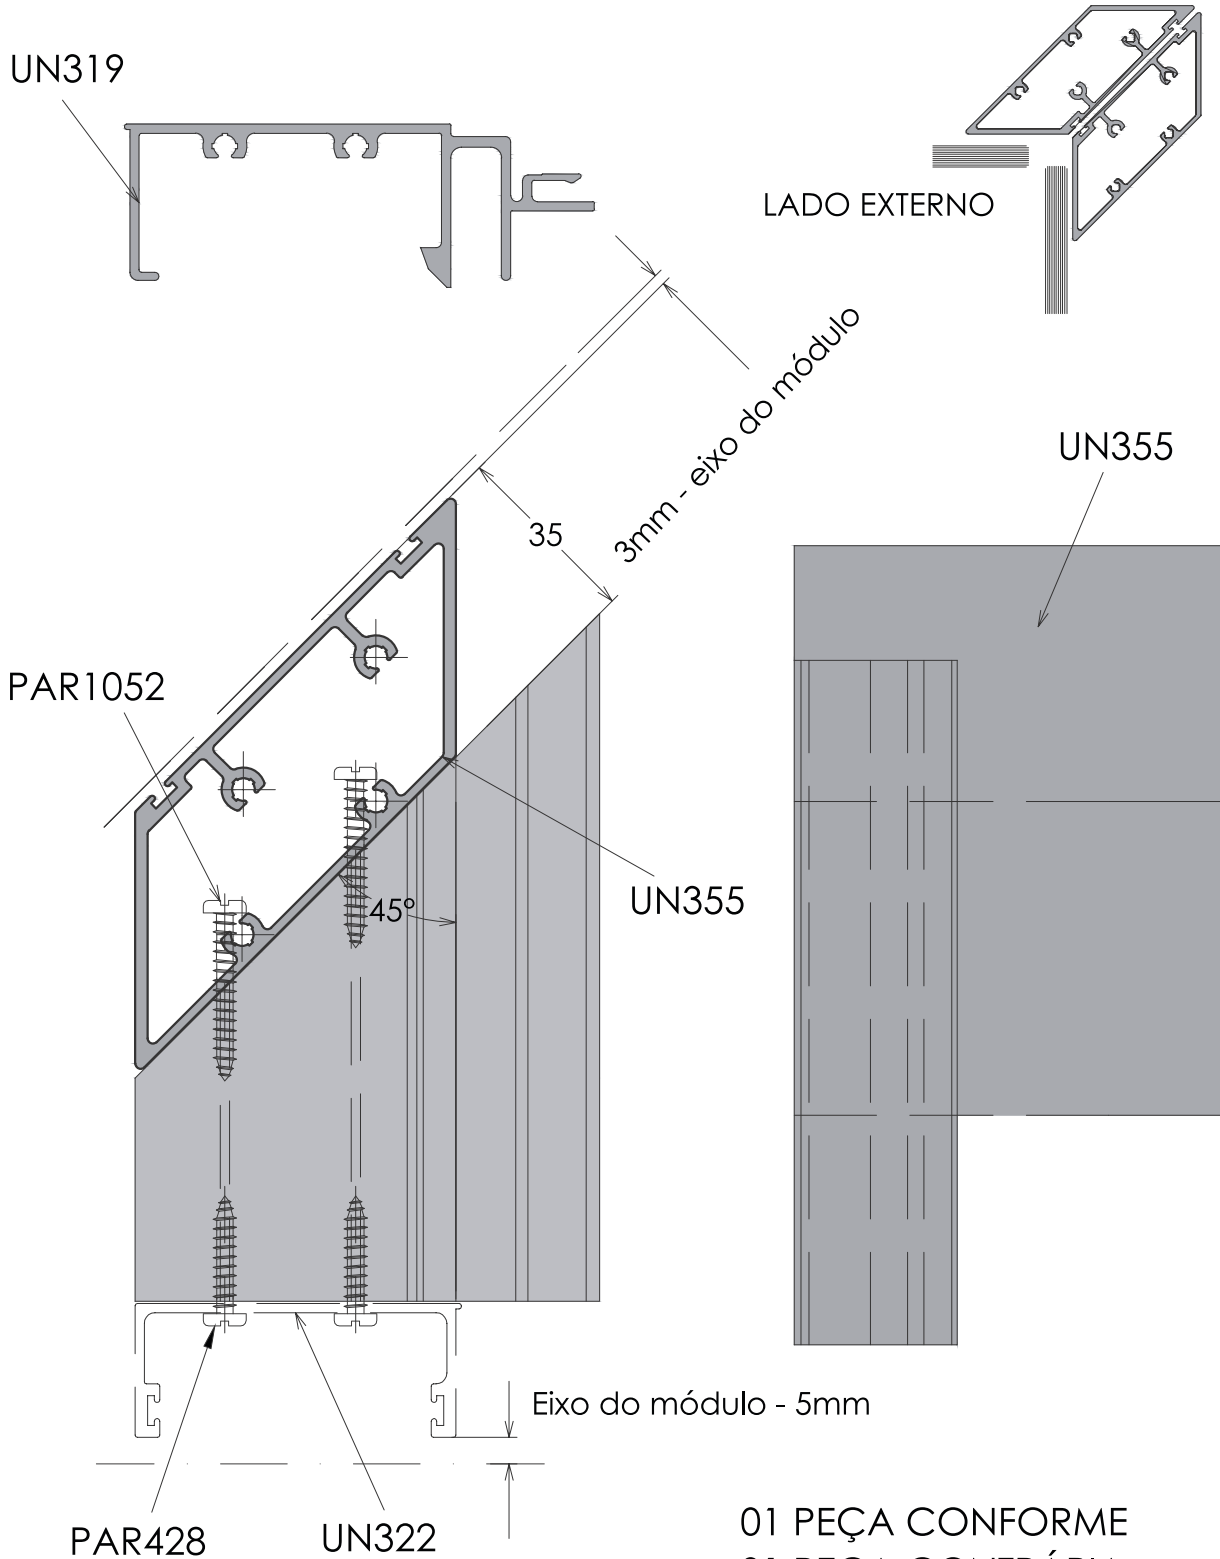 UN319
LADO EXTERNO
3mm - eixo do módulo
UN355
35
PAR1052
UN355
45°
Eixo do módulo - 5mm
PAR428
UN322
01 PEÇA CONFORME